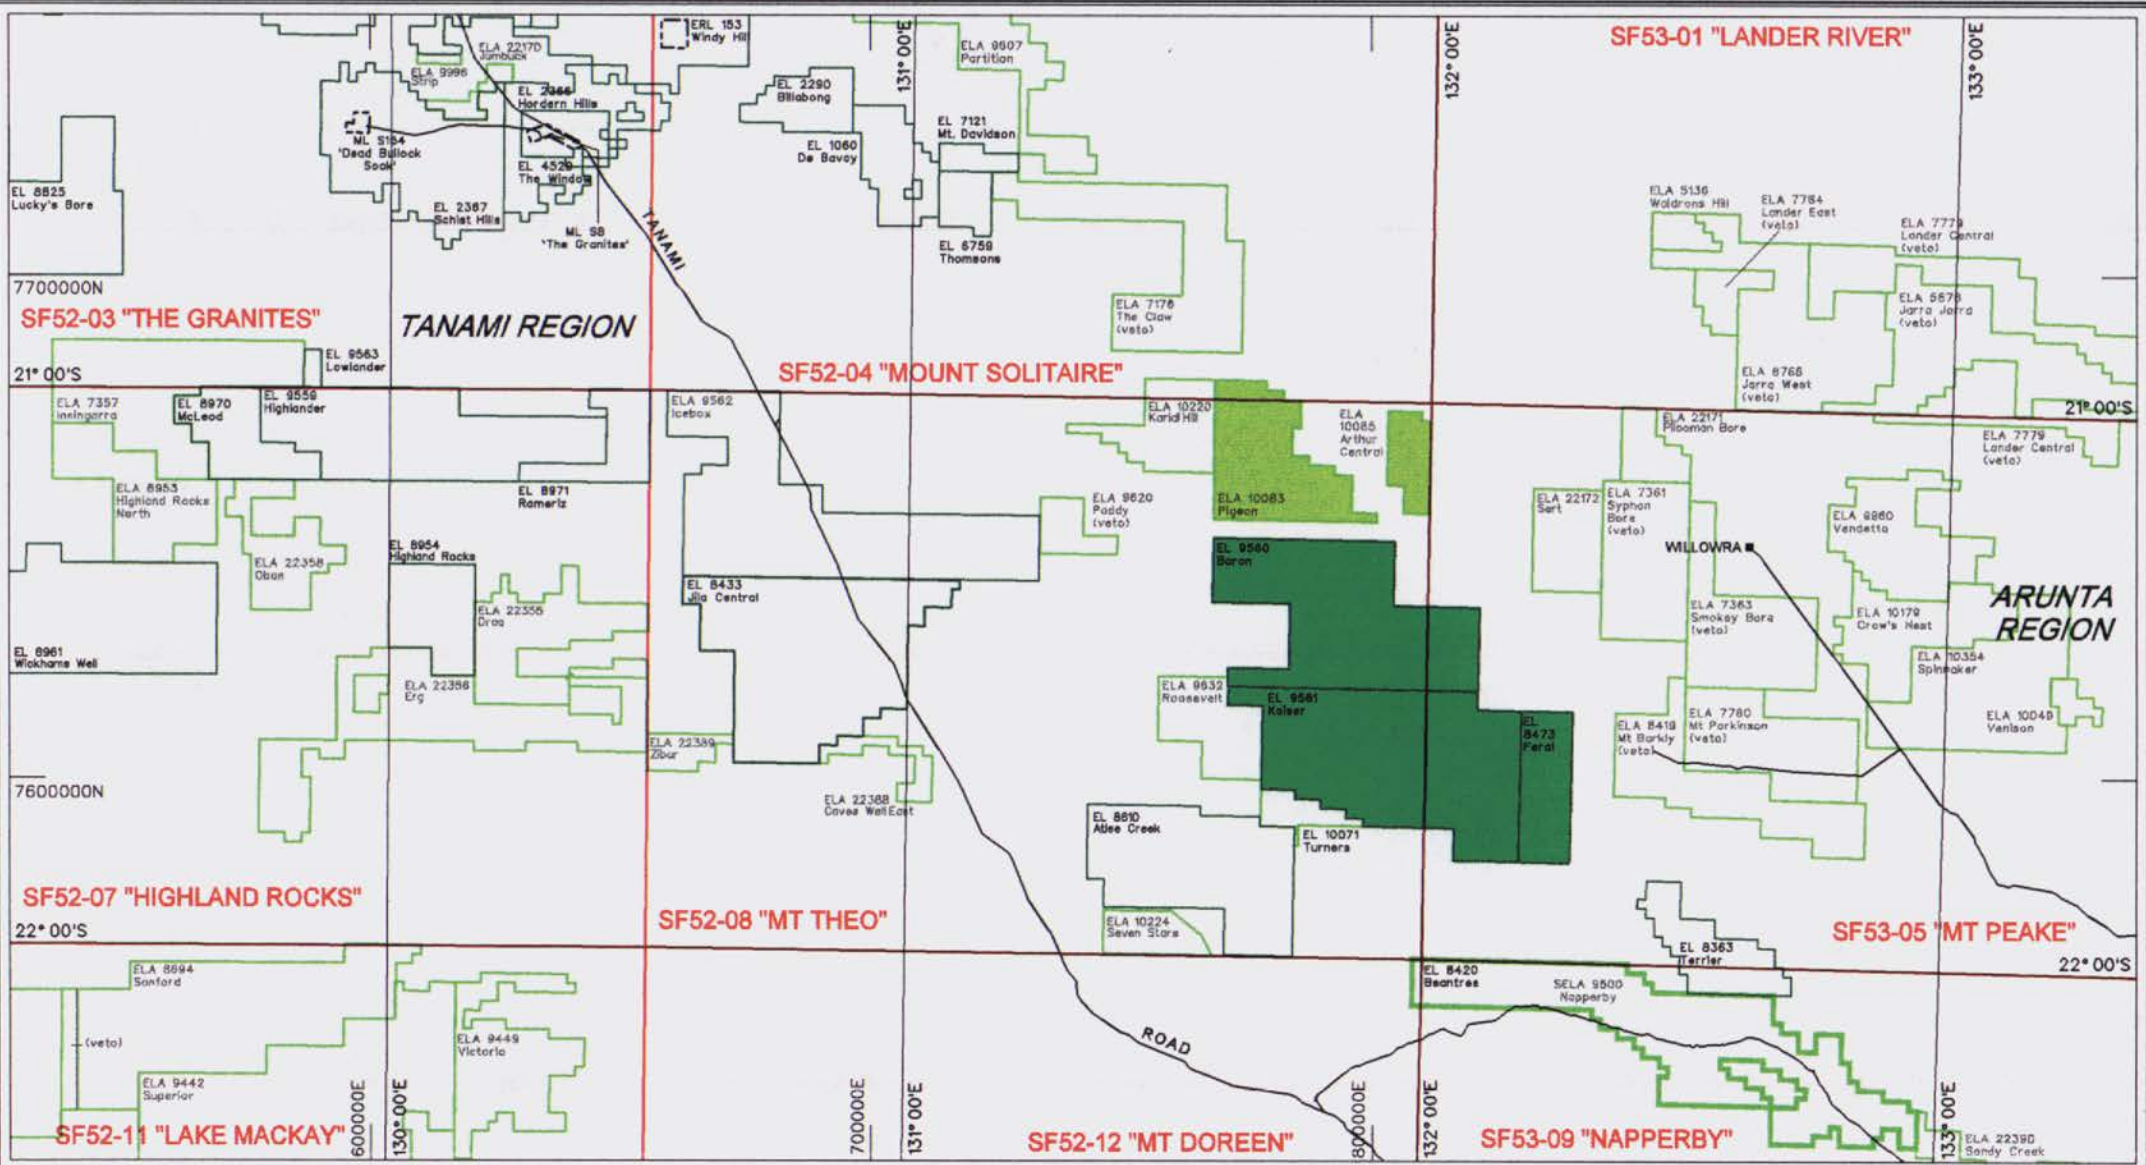 ERL 153
Windy Hill
131° 00'E
ELA 9607
Partition
132° 00'E
SF53-01 "LANDER RIVER"
133° 00'E
ELA 22170
Jumbuck
ELA 9996
Strip
EL 2366
Hordern Hills
EL 2290
Billabong
EL 7121
Mt. Davidson
EL 1060
De Bavay
ML S154
'Dead Bullock
Soak'
EL 4529
The Window
EL 8825
Lucky's Bore
EL 2367
Schist Hills
ML S8
'The Granites'
TANAMI
EL 6759
Thomsons
ELA 5136
Waldrons Hill
ELA 7784
Lander East
(veto)
ELA 7779
Lander Central
(veto)
7700000N
SF52-03 "THE GRANITES"
TANAMI REGION
ELA 7176
The Claw
(veto)
ELA 5878
Jarra Jarra
(veto)
EL 9563
Lowlander
SF52-04 "MOUNT SOLITAIRE"
ELA 8768
Jarra West
(veto)
21° 00'S
21° 00'S
ELA 7357
Inningarra
EL 8970
McLeod
EL 9559
Highlander
ELA 9562
Icebox
ELA 10220
Karidi Hill
ELA
10085
Arthur
Central
ELA 22171
Ploaman Bore
ELA 7779
Lander Central
(veto)
ELA 8953
Highland Rocks
North
EL 8971
Rameriz
ELA 9620
Paddy
(veto)
ELA 10083
Pigeon
ELA 22172
Sart
ELA 7361
Syphon
Bore
(veto)
ELA 9960
Vendetta
ELA 22358
Oban
EL 8954
Highland Rocks
EL 9560
Baron
WILLOWRA
EL 8433
Jila Central
ELA 22355
Drag
ELA 7363
Smokey Bore
(veto)
ELA 10179
Crow's Nest
ARUNTA
REGION
EL 8961
Wickhams Well
ELA 22356
Erg
ELA 9632
Roosevelt
EL 9561
Kaiser
ELA 10354
Spinnaker
ELA 22389
Zibar
EL
8473
Feral
ELA 8419
Mt Barkly
(veto)
ELA 7780
Mt Parkinson
(veto)
ELA 10040
Venison
7600000N
ELA 22388
Caves Well East
EL 8610
Atlee Creek
EL 10071
Turners
SF52-07 "HIGHLAND ROCKS"
SF52-08 "MT THEO"
ELA 10224
Seven Stars
SF53-05 "MT PEAKE"
22° 00'S
EL 8363
Terrier
22° 00'S
ELA 8694
Sanford
EL 8420
Beantree
SELA 9500
Napperby
(veto)
ELA 9449
Victoria
ROAD
ELA 9442
Superior
600000E
130° 00'E
700000E
131° 00'E
800000E
132° 00'E
133° 00'E
SF52-11 "LAKE MACKAY"
SF52-12 "MT DOREEN"
SF53-09 "NAPPERBY"
ELA 22390
Sandy Creek